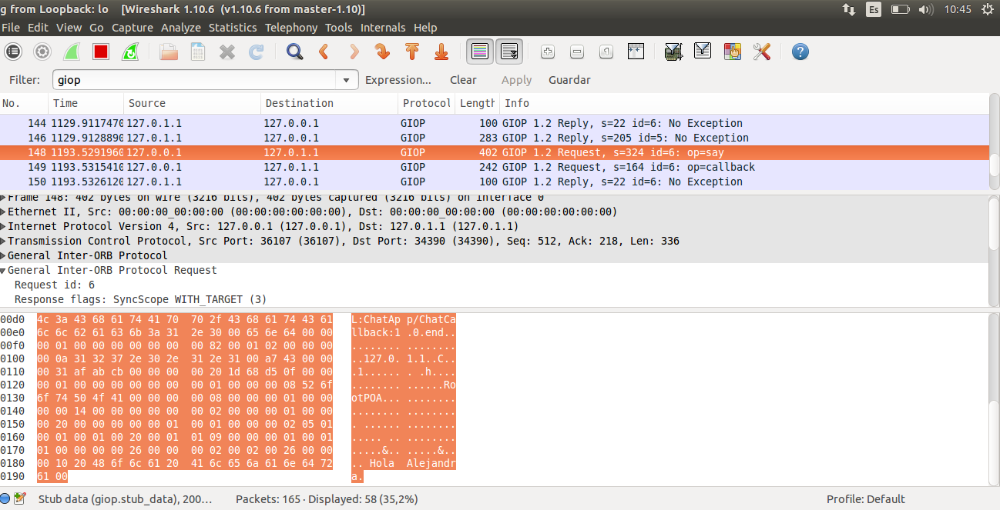 g from Loopback: lo [Wireshark 1.10.6 (v1.10.6 from master-1.10)] Es 10:45
File Edit View Go Capture Analyze Statistics Telephony Tools Internals Help
Filter: giop Expression... Clear Apply Guardar
No. Time Source Destination Protocol Length Info
144 1129.9117470 127.0.1.1 127.0.0.1 GIOP 100 GIOP 1.2 Reply, s=22 id=6: No Exception
146 1129.9128890 127.0.1.1 127.0.0.1 GIOP 283 GIOP 1.2 Reply, s=205 id=5: No Exception
148 1193.5291960 127.0.0.1 127.0.1.1 GIOP 402 GIOP 1.2 Request, s=324 id=6: op=say
149 1193.5315410 127.0.1.1 127.0.0.1 GIOP 242 GIOP 1.2 Request, s=164 id=6: op=callback
150 1193.5326120 127.0.1.1 127.0.0.1 GIOP 100 GIOP 1.2 Reply, s=22 id=6: No Exception
Frame 148: 402 bytes on wire (3216 bits), 402 bytes captured (3216 bits) on interface 0
Ethernet II, Src: 00:00:00_00:00:00 (00:00:00:00:00:00), Dst: 00:00:00_00:00:00 (00:00:00:00:00:00)
Internet Protocol Version 4, Src: 127.0.0.1 (127.0.0.1), Dst: 127.0.1.1 (127.0.1.1)
Transmission Control Protocol, Src Port: 36107 (36107), Dst Port: 34390 (34390), Seq: 512, Ack: 218, Len: 336
General Inter-ORB Protocol
General Inter-ORB Protocol Request
Request id: 6
Response flags: SyncScope WITH_TARGET (3)
00d0 4c 3a 43 68 61 74 41 70 70 2f 43 68 61 74 43 61 L:ChatAp p/ChatCa
00e0 6c 6c 62 61 63 6b 3a 31 2e 30 00 65 6e 64 00 00 llback:1 .0.end..
00f0 00 01 00 00 00 00 00 00 00 82 00 01 02 00 00 00 ........ ........
0100 00 0a 31 32 37 2e 30 2e 31 2e 31 00 a7 43 00 00 ..127.0. 1.1..C..
0110 00 31 af ab cb 00 00 00 00 20 1d 68 d5 0f 00 00 .1...... . .h....
0120 00 01 00 00 00 00 00 00 01 00 00 00 08 52 6f ........ ......Ro
0130 6f 74 50 4f 41 00 00 00 00 08 00 00 00 01 00 00 otPOA... ........
0140 00 00 14 00 00 00 00 00 00 02 00 00 00 01 00 00 ........ ........
0150 00 20 00 00 00 00 00 01 00 01 00 00 00 02 05 01 . ...... ........
0160 00 01 00 01 00 20 00 01 01 09 00 00 00 01 00 01 ..... .. ........
0170 01 00 00 00 00 26 00 00 00 02 00 02 00 26 00 00 .....&.. .....&..
0180 00 10 20 48 6f 6c 61 20 41 6c 65 6a 61 6e 64 72 .. Hola Alejandr
0190 61 00 a.
Stub data (giop.stub_data), 200... Packets: 165 · Displayed: 58 (35,2%) Profile: Default